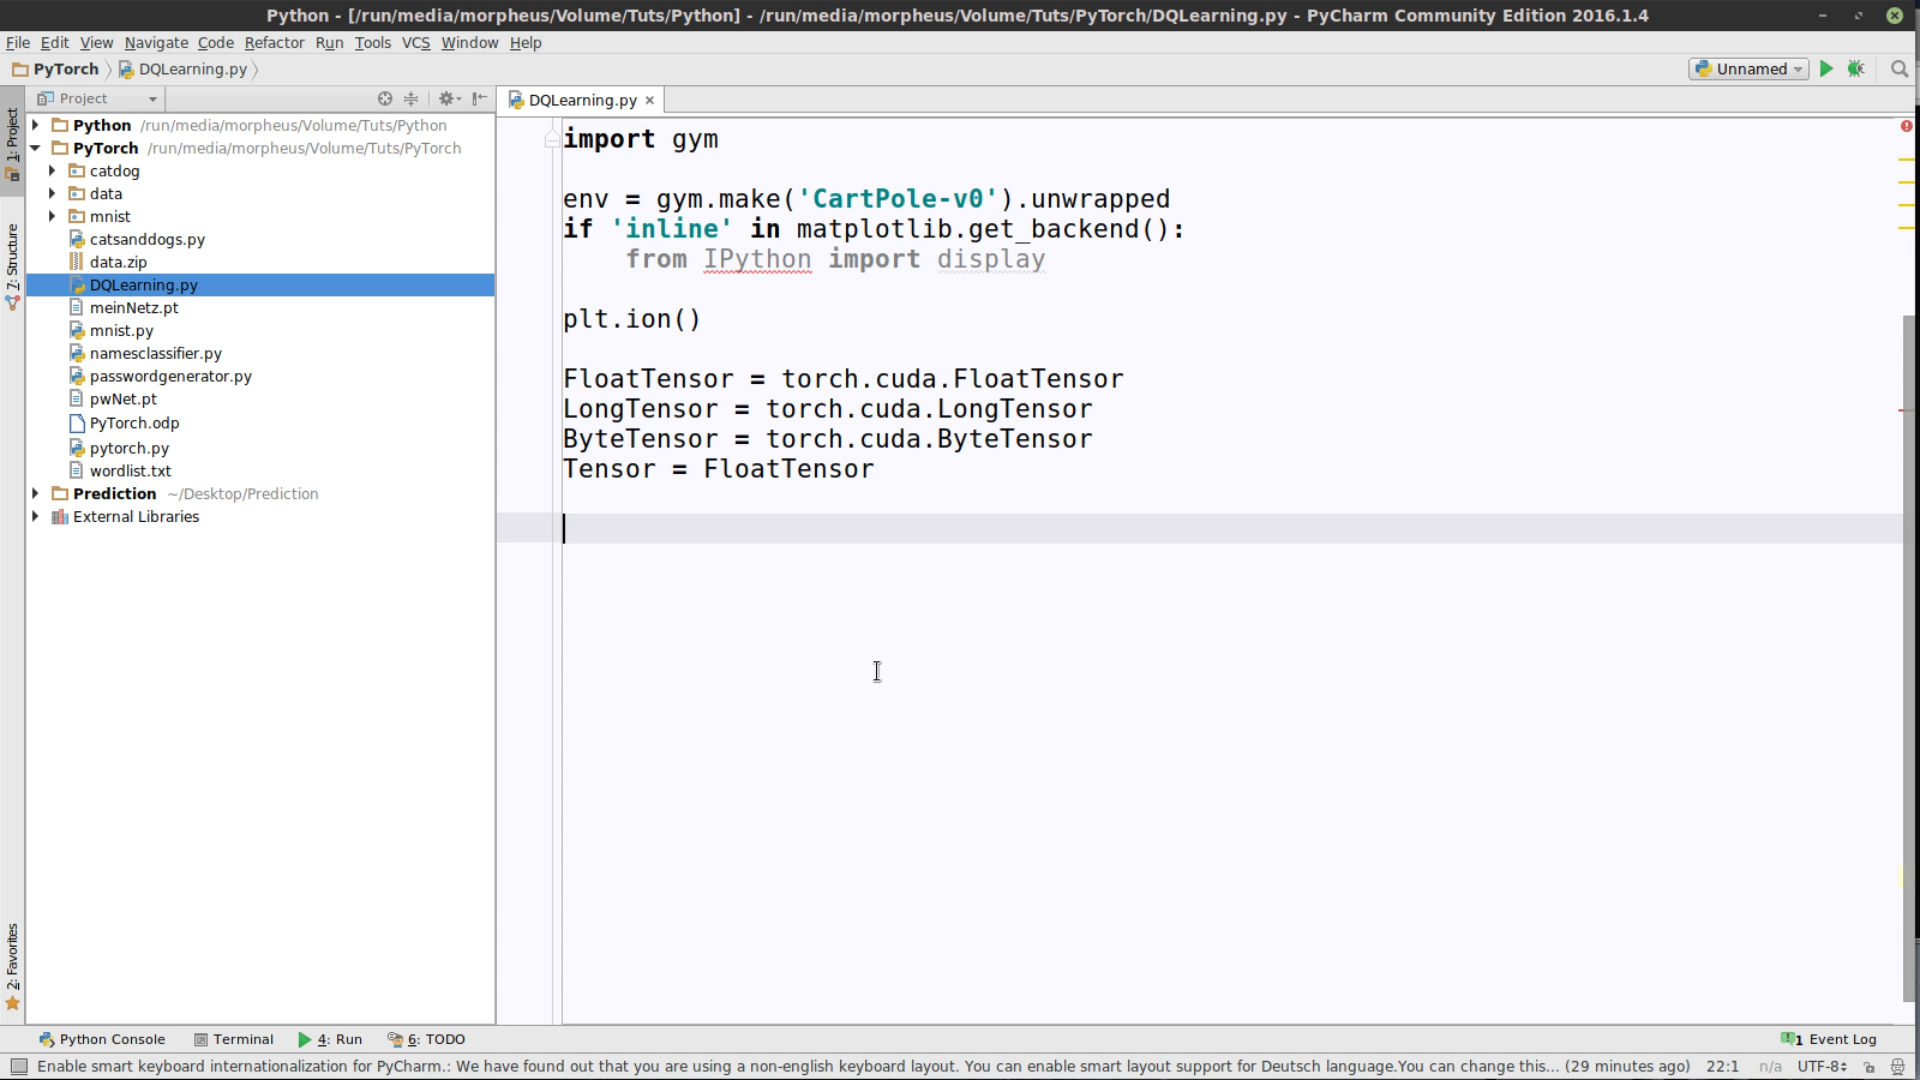 Python - [/run/media/morpheus/Volume/Tuts/Python] - /run/media/morpheus/Volume/Tuts/PyTorch/DQLearning.py - PyCharm Community Edition 2016.1.4
File Edit View Navigate Code Refactor Run Tools VCS Window Help
PyTorch DQLearning.py Unnamed
Project
DQLearning.py
1: Project
7: Structure
2: Favorites
Python /run/media/morpheus/Volume/Tuts/Python
PyTorch /run/media/morpheus/Volume/Tuts/PyTorch
catdog
data
mnist
catsanddogs.py
data.zip
DQLearning.py
meinNetz.pt
mnist.py
namesclassifier.py
passwordgenerator.py
pwNet.pt
PyTorch.odp
pytorch.py
wordlist.txt
Prediction ~/Desktop/Prediction
External Libraries
import gym
env = gym.make('CartPole-v0').unwrapped
if 'inline' in matplotlib.get_backend():
from IPython import display
plt.ion()
FloatTensor = torch.cuda.FloatTensor
LongTensor = torch.cuda.LongTensor
ByteTensor = torch.cuda.ByteTensor
Tensor = FloatTensor
Python Console Terminal 4: Run 6: TODO 1 Event Log
Enable smart keyboard internationalization for PyCharm.: We have found out that you are using a non-english keyboard layout. You can enable smart layout support for Deutsch language.You can change this... (29 minutes ago) 22:1 n/a UTF-8